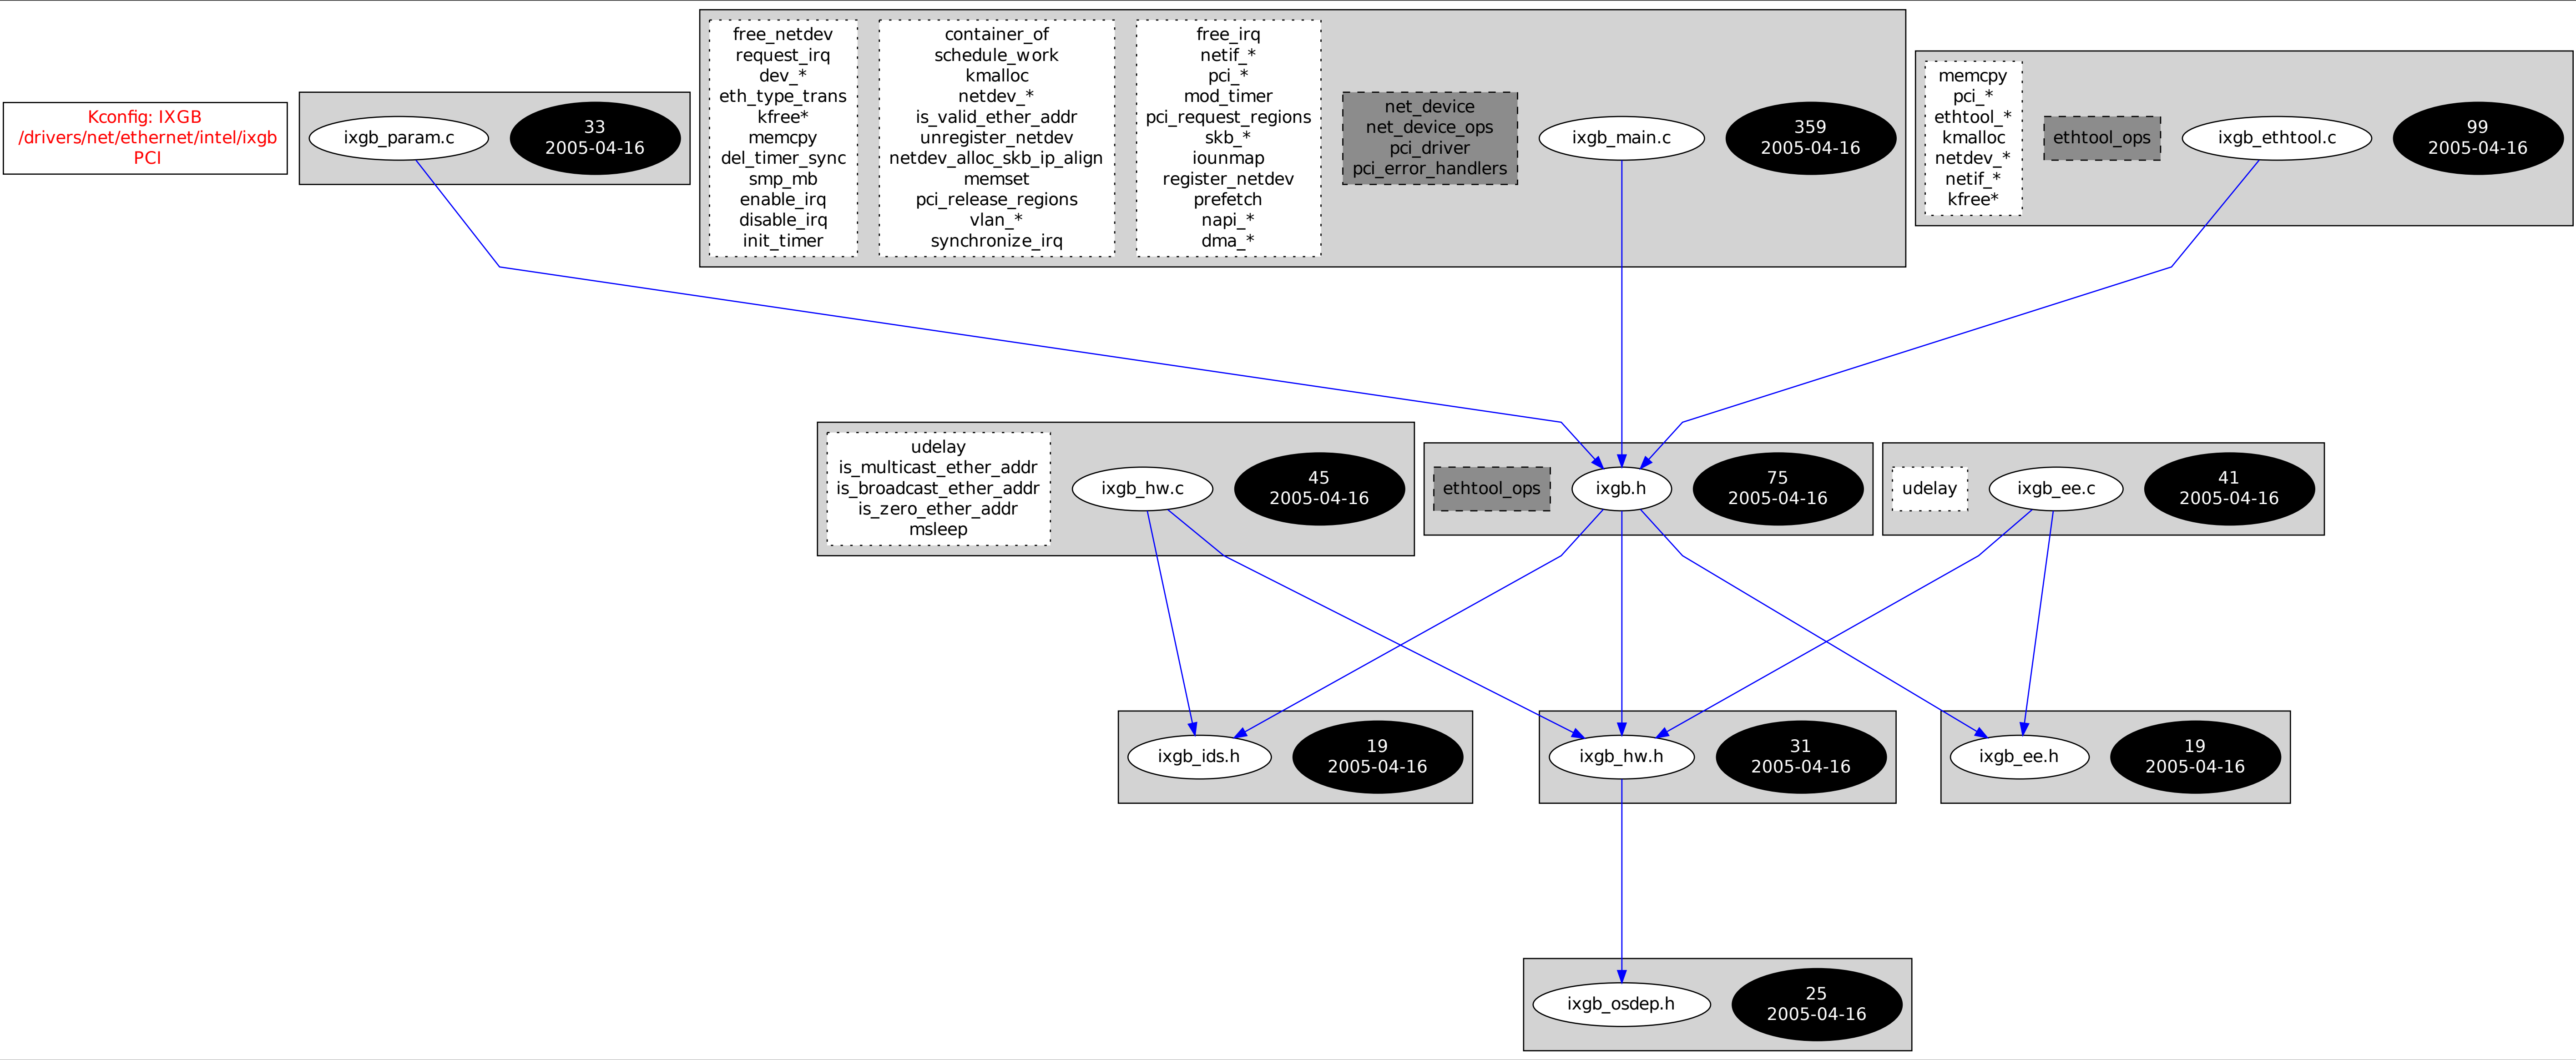 Kconfig: IXGB
/drivers/net/ethernet/intel/ixgb
PCI
ixgb_param.c
33
2005-04-16
free_netdev
request_irq
dev_*
eth_type_trans
kfree*
memcpy
del_timer_sync
smp_mb
enable_irq
disable_irq
init_timer
container_of
schedule_work
kmalloc
netdev_*
is_valid_ether_addr
unregister_netdev
netdev_alloc_skb_ip_align
memset
pci_release_regions
vlan_*
synchronize_irq
free_irq
netif_*
pci_*
mod_timer
pci_request_regions
skb_*
iounmap
register_netdev
prefetch
napi_*
dma_*
net_device
net_device_ops
pci_driver
pci_error_handlers
ixgb_main.c
359
2005-04-16
memcpy
pci_*
ethtool_*
kmalloc
netdev_*
netif_*
kfree*
ethtool_ops
ixgb_ethtool.c
99
2005-04-16
udelay
is_multicast_ether_addr
is_broadcast_ether_addr
is_zero_ether_addr
msleep
ixgb_hw.c
45
2005-04-16
ethtool_ops
ixgb.h
75
2005-04-16
udelay
ixgb_ee.c
41
2005-04-16
ixgb_ids.h
19
2005-04-16
ixgb_hw.h
31
2005-04-16
ixgb_ee.h
19
2005-04-16
ixgb_osdep.h
25
2005-04-16